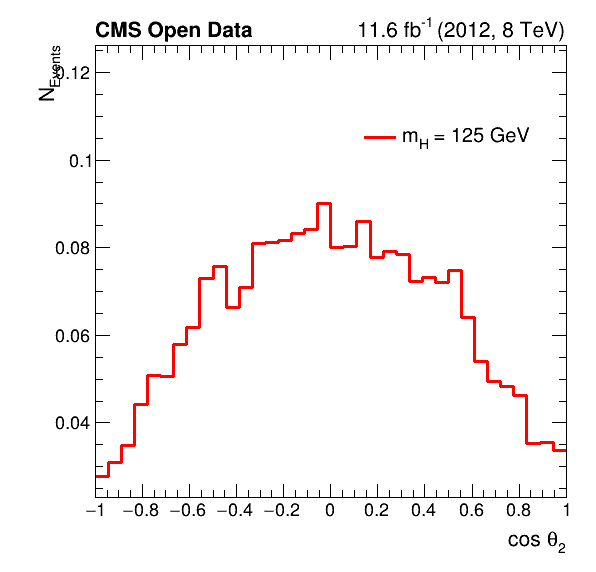 CMS Open Data 11.6 fb⁻¹ (2012, 8 TeV)
N_Events
0.12
0.1
0.08
0.06
0.04
m_H = 125 GeV
−1 −0.8 −0.6 −0.4 −0.2 0 0.2 0.4 0.6 0.8 1
cos θ₂